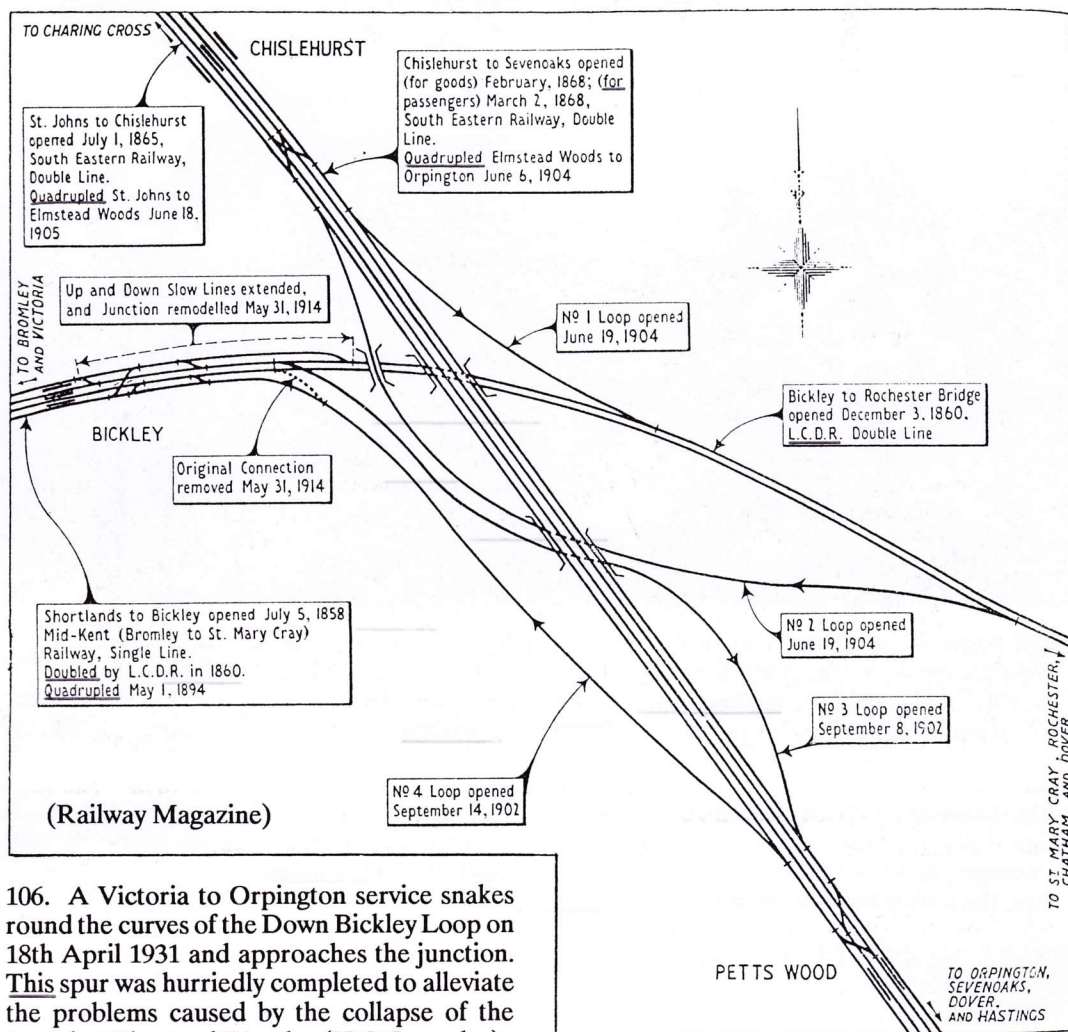 TO CHARING CROSS
CHISLEHURST
St. Johns to Chislehurst
opened July 1, 1865,
South Eastern Railway,
Double Line.
Quadrupled St. Johns to
Elmstead Woods June 18,
1905
Chislehurst to Sevenoaks opened
(for goods) February, 1868; (for
passengers) March 2, 1868,
South Eastern Railway, Double
Line.
Quadrupled Elmstead Woods to
Orpington June 6, 1904
TO BROMLEY
AND VICTORIA
Up and Down Slow Lines extended,
and Junction remodelled May 31, 1914
Nº 1 Loop opened
June 19, 1904
BICKLEY
Bickley to Rochester Bridge
opened December 3, 1860,
L.C.D.R. Double Line
Original Connection
removed May 31, 1914
Shortlands to Bickley opened July 5, 1858
Mid-Kent (Bromley to St. Mary Cray)
Railway, Single Line.
Doubled by L.C.D.R. in 1860.
Quadrupled May 1, 1894
Nº 2 Loop opened
June 19, 1904
Nº 3 Loop opened
September 8, 1902
Nº 4 Loop opened
September 14, 1902
TO ST MARY CRAY, ROCHESTER,
CHATHAM AND DOVER
(Railway Magazine)
PETTS WOOD
TO ORPINGTON,
SEVENOAKS,
DOVER,
AND HASTINGS
106. A Victoria to Orpington service snakes
round the curves of the Down Bickley Loop on
18th April 1931 and approaches the junction.
This spur was hurriedly completed to alleviate
the problems caused by the collapse of the